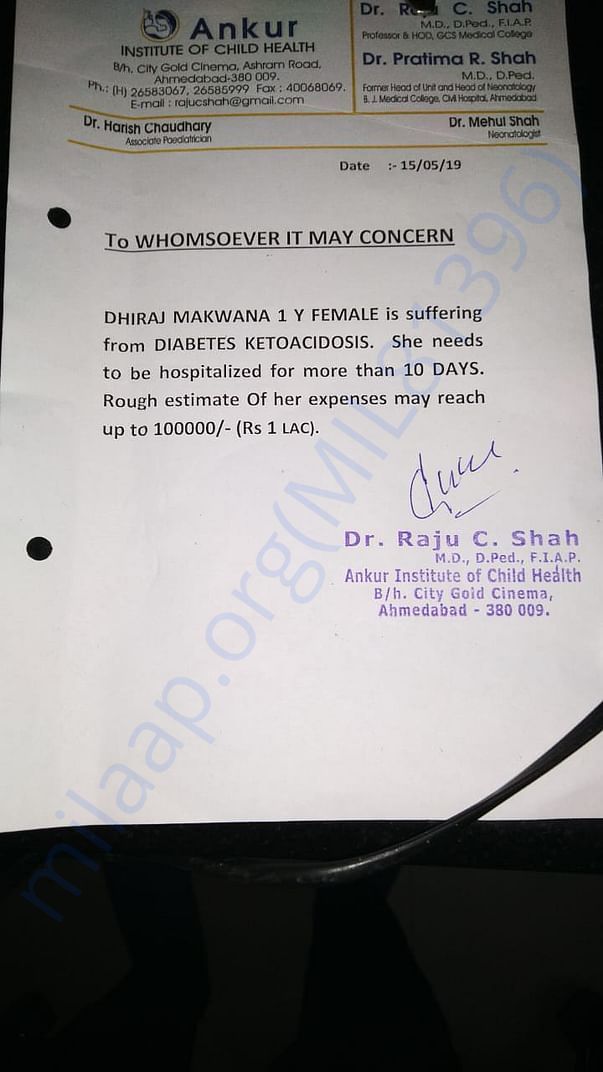 Ankur
INSTITUTE OF CHILD HEALTH
B/h. City Gold Cinema, Ashram Road,
Ahmedabad-380 009.
Ph.: (H) 26583067, 26585999 Fax : 40068069.
E-mail : rajucshah@gmail.com
Dr. C. Shah
M.D., D.Ped., F.I.A.P.
Professor & HOD, GCS Medical College
Dr. Pratima R. Shah
M.D., D.Ped.
Former Head of Unit and Head of Neonatology
B. J. Medical College, Civil Hospital, Ahmedabad
Dr. Harish Chaudhary
Associate Paediatrician
Dr. Mehul Shah
Neonatologist
Date :- 15/05/19
To WHOMSOEVER IT MAY CONCERN
DHIRAJ MAKWANA 1 Y FEMALE is suffering
from DIABETES KETOACIDOSIS. She needs
to be hospitalized for more than 10 DAYS.
Rough estimate Of her expenses may reach
up to 100000/- (Rs 1 LAC).
Dr. Raju C. Shah
M.D., D.Ped., F.I.A.P.
Ankur Institute of Child Health
B/h. City Gold Cinema,
Ahmedabad - 380 009.
milaap.org(MIL81396)